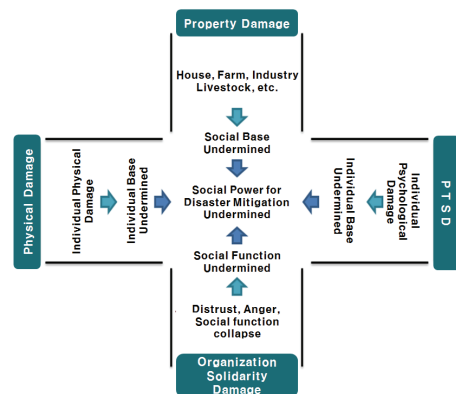 Property Damage
House, Farm, Industry
Livestock, etc.
Social Base
Undermined
Physical Damage
Individual Physical
Damage
Individual Base
Undermined
Social Power for
Disaster Mitigation
Undermined
Individual Base
Undermined
Individual
Psychological
Damage
PTSD
Social Function
Undermined
Distrust, Anger,
Social function
collapse
Organization
Solidarity
Damage